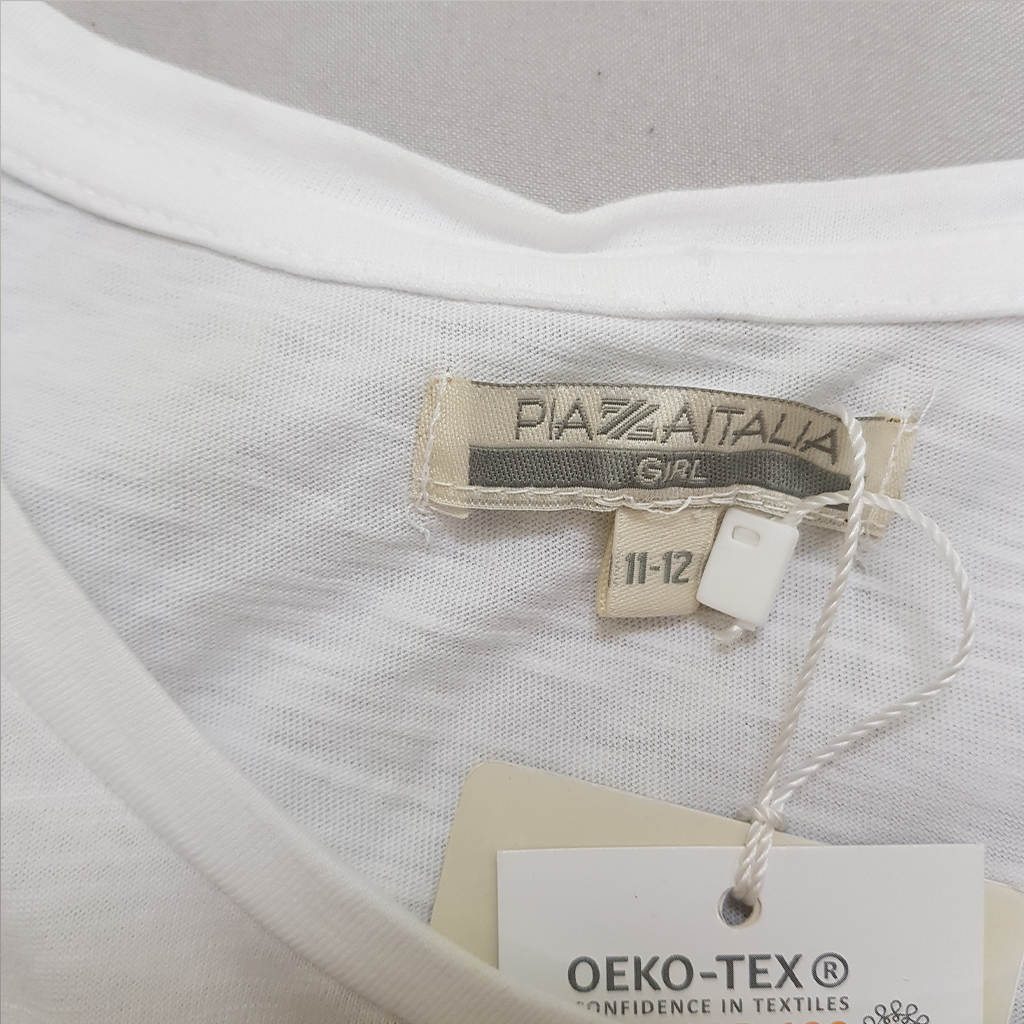 PIAZZAITALIA
GIRL
11-12
OEKO-TEX®
CONFIDENCE IN TEXTILES